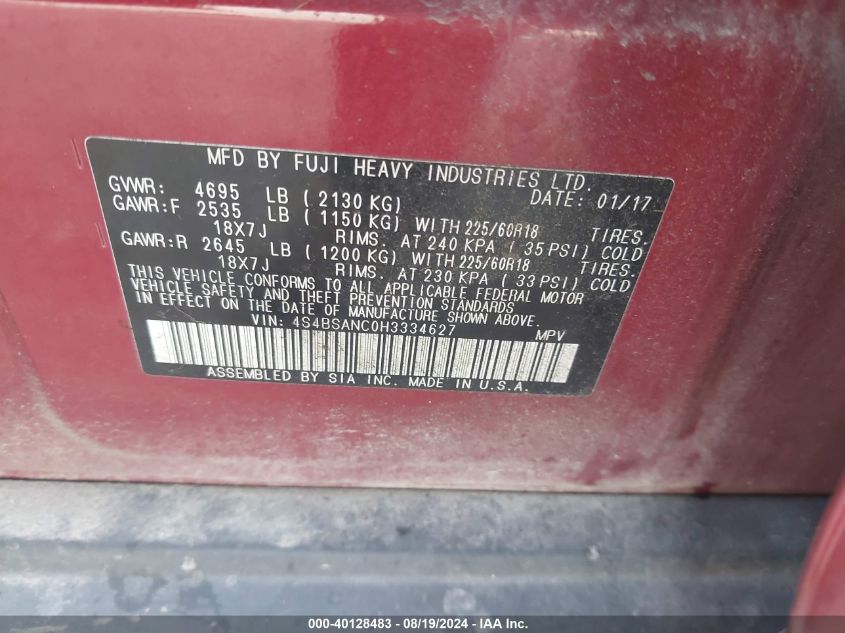 MFD BY FUJI HEAVY INDUSTRIES LTD.
GVWR: 4695 LB ( 2130 KG) DATE: 01/17
GAWR:F 2535 LB ( 1150 KG) WITH 225/60R18 TIRES.
18X7J RIMS. AT 240 KPA ( 35 PSI) COLD
GAWR:R 2645 LB ( 1200 KG) WITH 225/60R18 TIRES.
18X7J RIMS. AT 230 KPA ( 33 PSI) COLD
THIS VEHICLE CONFORMS TO ALL APPLICABLE FEDERAL MOTOR
VEHICLE SAFETY AND THEFT PREVENTION STANDARDS
IN EFFECT ON THE DATE OF MANUFACTURE SHOWN ABOVE.
VIN: 4S4BSANC0H3334627 MPV
ASSEMBLED BY SIA INC. MADE IN U.S.A.
000-40128483 - 08/19/2024 - IAA Inc.